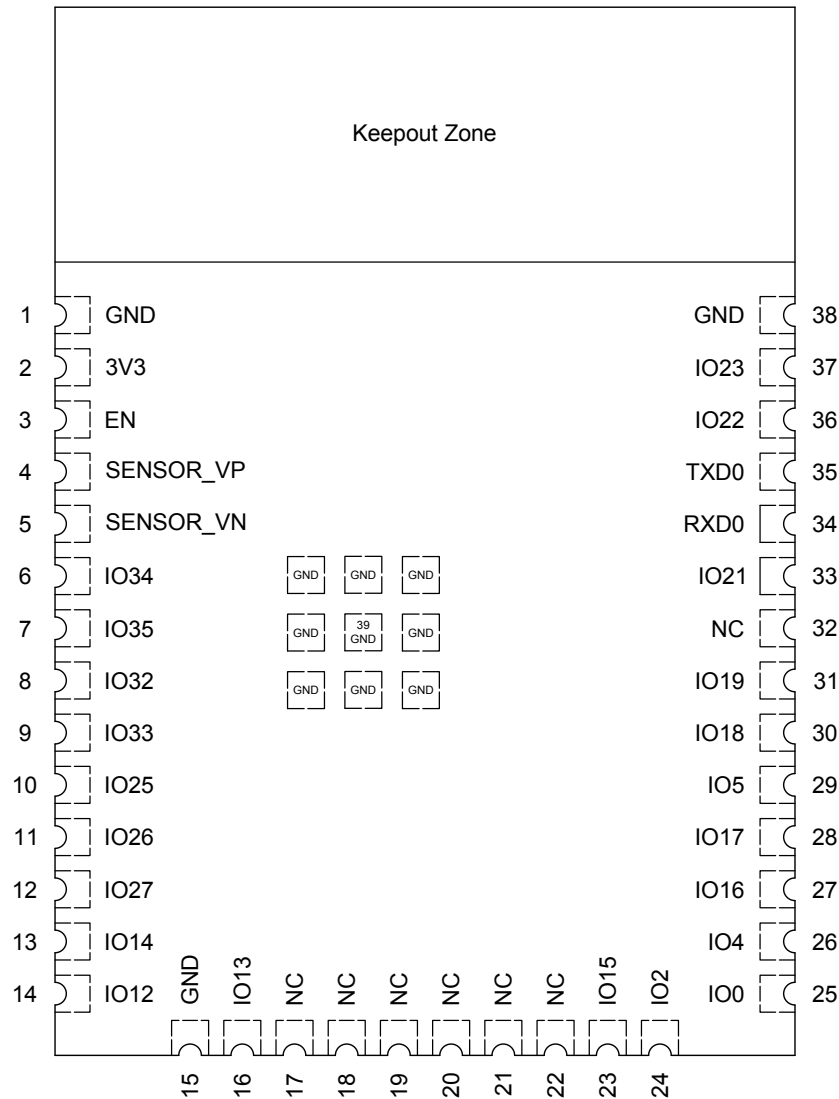 Keepout Zone
1 GND GND 38
2 3V3 IO23 37
3 EN IO22 36
4 SENSOR_VP TXD0 35
5 SENSOR_VN RXD0 34
6 IO34 GND GND GND IO21 33
7 IO35 GND 39 GND GND NC 32
8 IO32 GND GND GND IO19 31
9 IO33 IO18 30
10 IO25 IO5 29
11 IO26 IO17 28
12 IO27 IO16 27
13 IO14 IO4 26
14 IO12 GND IO13 NC NC NC NC NC NC IO15 IO2 IO0 25
15 16 17 18 19 20 21 22 23 24